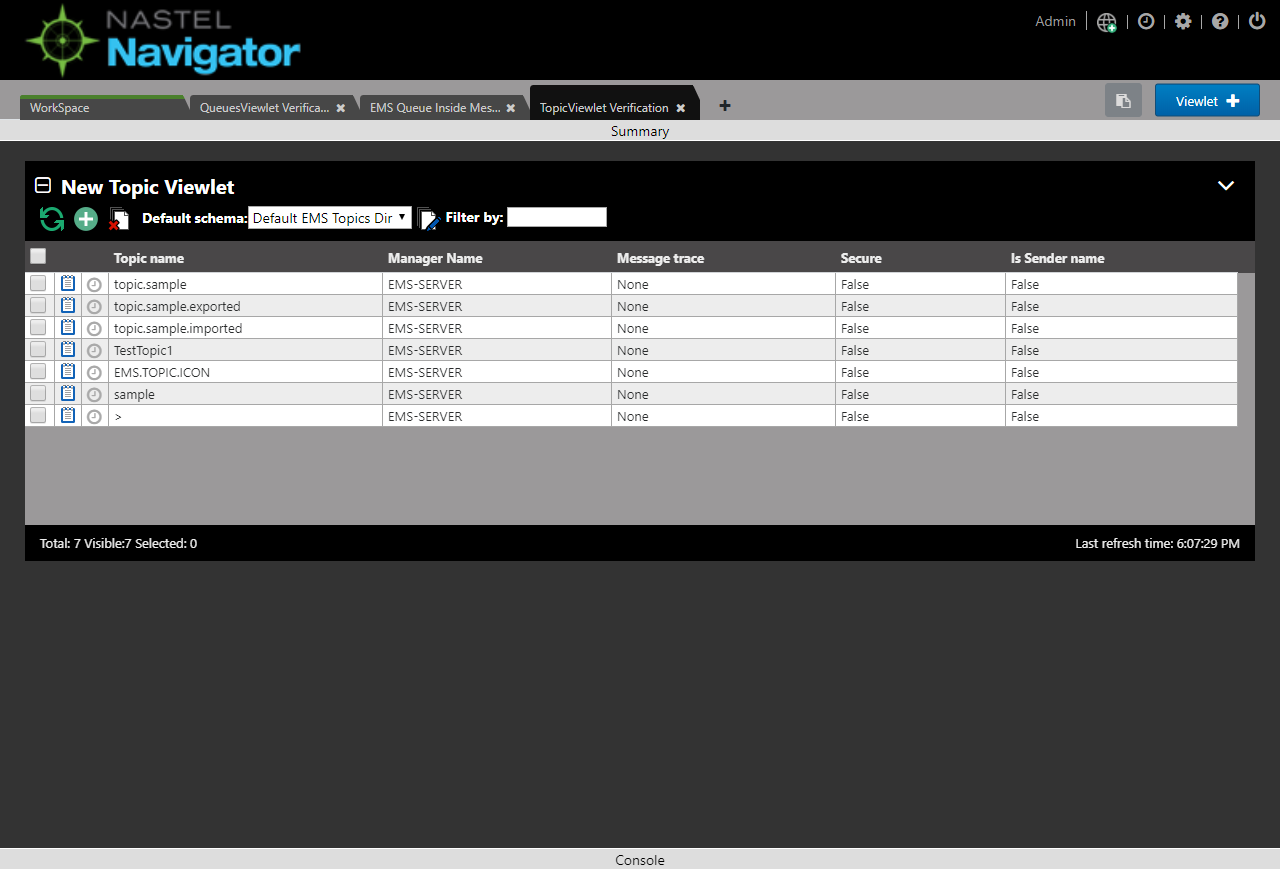 NASTEL
Navigator
Admin
WorkSpace
QueuesViewlet Verifica...
EMS Queue Inside Mes...
TopicViewlet Verification
Viewlet
Summary
New Topic Viewlet
Default schema: Default EMS Topics Dir Filter by:
Topic name Manager Name Message trace Secure Is Sender name
topic.sample EMS-SERVER None False False
topic.sample.exported EMS-SERVER None False False
topic.sample.imported EMS-SERVER None False False
TestTopic1 EMS-SERVER None False False
EMS.TOPIC.ICON EMS-SERVER None False False
sample EMS-SERVER None False False
> EMS-SERVER None False False
Total: 7 Visible:7 Selected: 0 Last refresh time: 6:07:29 PM
Console